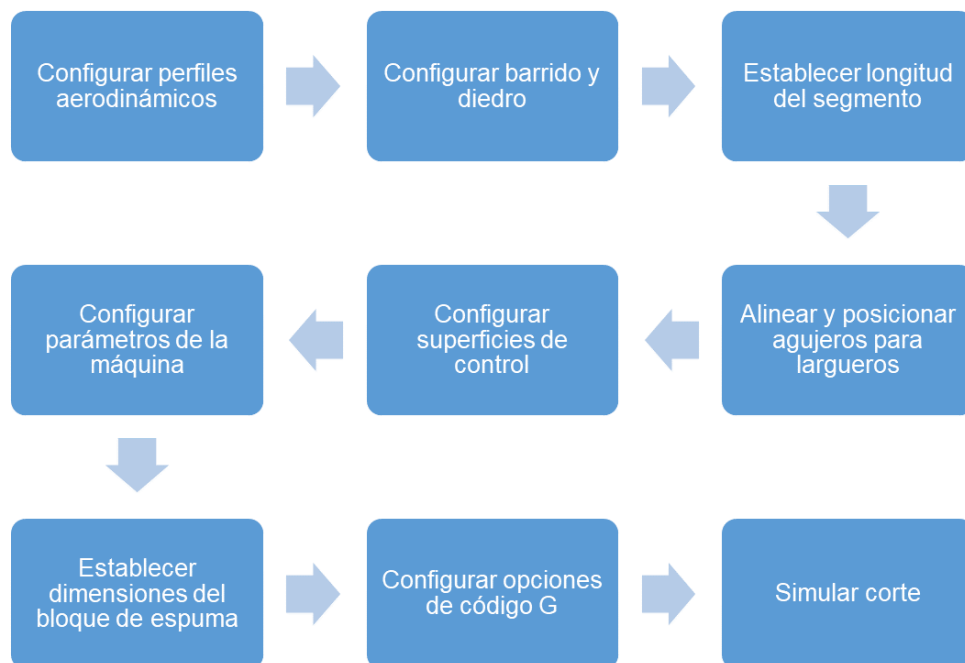 Configurar perfiles
aerodinámicos
Configurar barrido y
diedro
Establecer longitud
del segmento
Alinear y posicionar
agujeros para
largueros
Configurar
superficies de
control
Configurar
parámetros de la
máquina
Establecer
dimensiones del
bloque de espuma
Configurar opciones
de código G
Simular corte